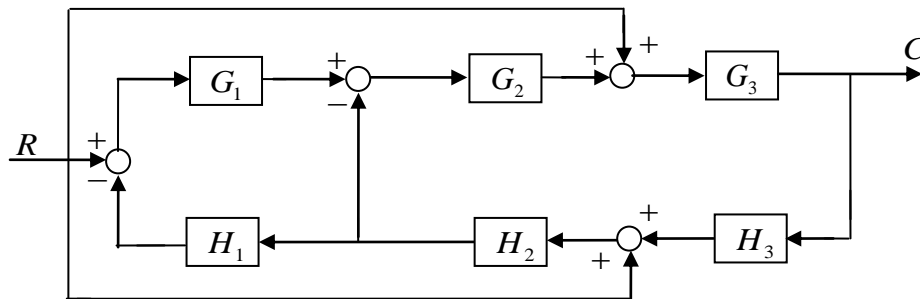 +
C
+
+
G₁
G₂
G₃
−
+
R
−
+
H₁
H₂
+
H₃